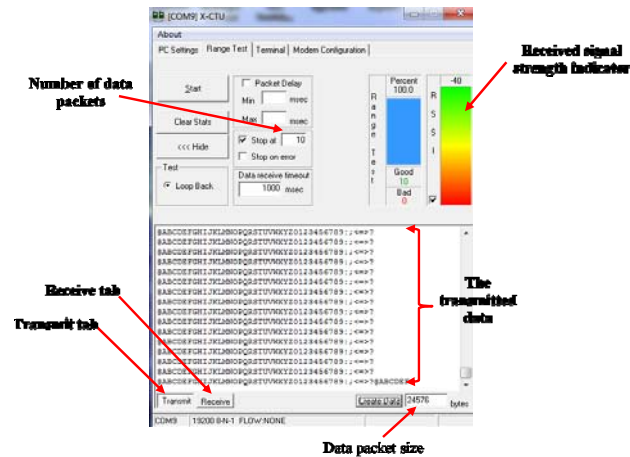 [COM9] X-CTU
About
PC Settings Range Test Terminal Modem Configuration
Start
Clear Stats
<<< Hide
Test
Loop Back
Packet Delay
Min msec
Max msec
Stop at 10
Stop on error
Data receive timeout
1000 msec
Range Test
Percent
100.0
Good
10
Bad
0
-40
RSSI
Number of data
packets
Received signal
strength indicator
@ABCDEFGHIJKLMNOPQRSTUVWXYZ0123456789:;<=>?
@ABCDEFGHIJKLMNOPQRSTUVWXYZ0123456789:;<=>?
@ABCDEFGHIJKLMNOPQRSTUVWXYZ0123456789:;<=>?
@ABCDEFGHIJKLMNOPQRSTUVWXYZ0123456789:;<=>?
@ABCDEFGHIJKLMNOPQRSTUVWXYZ0123456789:;<=>?
@ABCDEFGHIJKLMNOPQRSTUVWXYZ0123456789:;<=>?
@ABCDEFGHIJKLMNOPQRSTUVWXYZ0123456789:;<=>?
@ABCDEFGHIJKLMNOPQRSTUVWXYZ0123456789:;<=>?
@ABCDEFGHIJKLMNOPQRSTUVWXYZ0123456789:;<=>?
@ABCDEFGHIJKLMNOPQRSTUVWXYZ0123456789:;<=>?
@ABCDEFGHIJKLMNOPQRSTUVWXYZ0123456789:;<=>?
@ABCDEFGHIJKLMNOPQRSTUVWXYZ0123456789:;<=>?
@ABCDEFGHIJKLMNOPQRSTUVWXYZ0123456789:;<=>?@ABCDEF
Receive tab
Transmit tab
The
transmitted
data
Transmit Receive
Create Data 24576 bytes
COM9 19200 8-N-1 FLOW:NONE
Data packet size